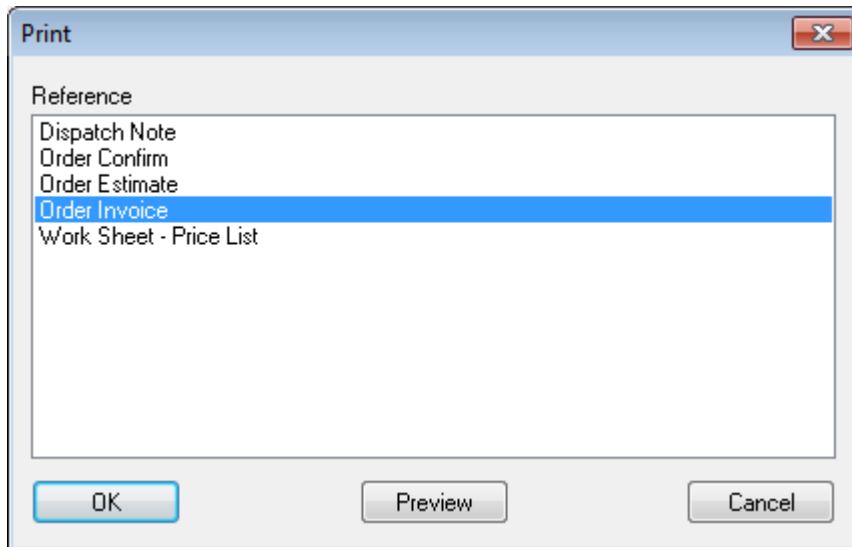 Print
Reference
Dispatch Note
Order Confirm
Order Estimate
Order Invoice
Work Sheet - Price List
OK
Preview
Cancel